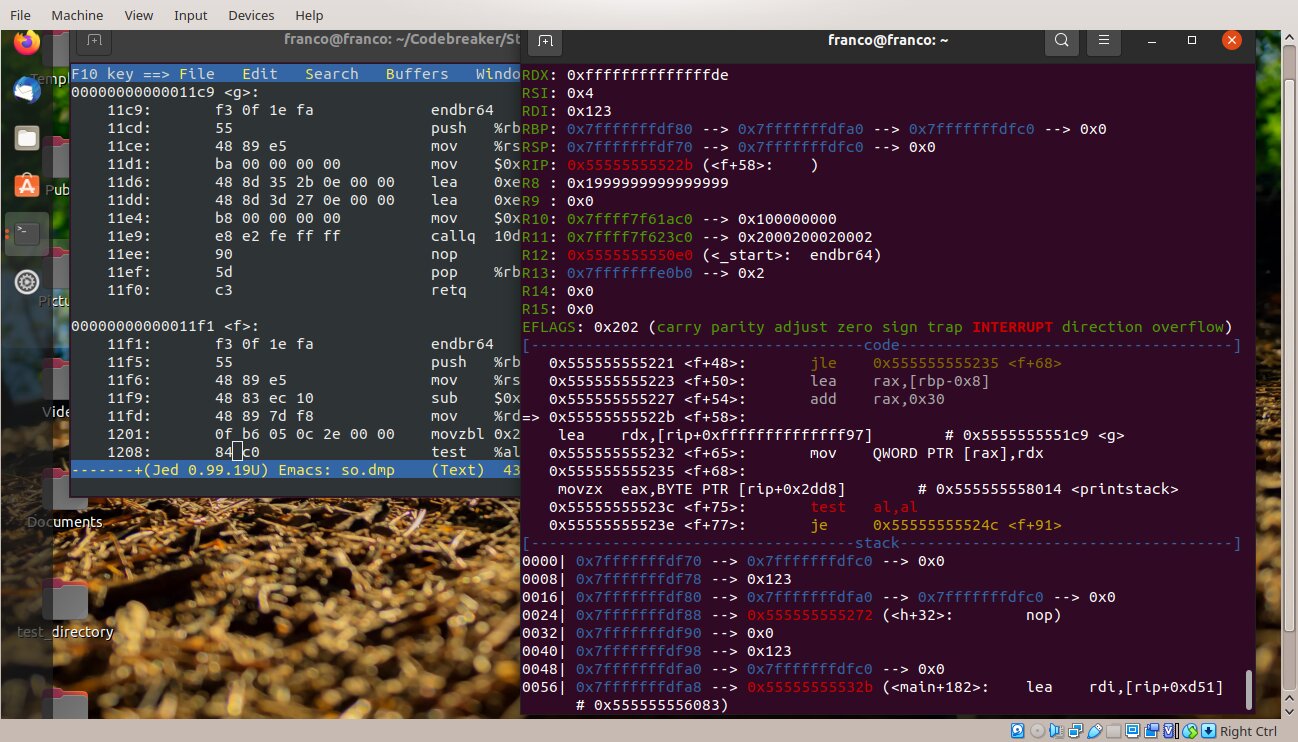 File Machine View Input Devices Help
franco@franco: ~/Codebreaker/St
franco@franco: ~
F10 key ==> File Edit Search Buffers Windo
00000000000011c9 <g>:
11c9: f3 0f 1e fa endbr64
11cd: 55 push %rb
11ce: 48 89 e5 mov %rs
11d1: ba 00 00 00 00 mov $0x
11d6: 48 8d 35 2b 0e 00 00 lea 0xe
11dd: 48 8d 3d 27 0e 00 00 lea 0xe
11e4: b8 00 00 00 00 mov $0x
11e9: e8 e2 fe ff ff callq 10d
11ee: 90 nop
11ef: 5d pop %rb
11f0: c3 retq
00000000000011f1 <f>:
11f1: f3 0f 1e fa endbr64
11f5: 55 push %rb
11f6: 48 89 e5 mov %rs
11f9: 48 83 ec 10 sub $0x
11fd: 48 89 7d f8 mov %rd
1201: 0f b6 05 0c 2e 00 00 movzbl 0x2
1208: 84 c0 test %al
-------+(Jed 0.99.19U) Emacs: so.dmp (Text) 43
RDX: 0xffffffffffffffde
RSI: 0x4
RDI: 0x123
RBP: 0x7fffffffdf80 --> 0x7fffffffdfa0 --> 0x7fffffffdfc0 --> 0x0
RSP: 0x7fffffffdf70 --> 0x7fffffffdfc0 --> 0x0
RIP: 0x55555555522b (<f+58>: )
R8 : 0x1999999999999999
R9 : 0x0
R10: 0x7ffff7f61ac0 --> 0x100000000
R11: 0x7ffff7f623c0 --> 0x2000200020002
R12: 0x5555555550e0 (<_start>: endbr64)
R13: 0x7fffffffe0b0 --> 0x2
R14: 0x0
R15: 0x0
EFLAGS: 0x202 (carry parity adjust zero sign trap INTERRUPT direction overflow)
[-------------------------------------code-------------------------------------]
0x555555555221 <f+48>: jle 0x555555555235 <f+68>
0x555555555223 <f+50>: lea rax,[rbp-0x8]
0x555555555227 <f+54>: add rax,0x30
=> 0x55555555522b <f+58>:
lea rdx,[rip+0xffffffffffffff97] # 0x5555555551c9 <g>
0x555555555232 <f+65>: mov QWORD PTR [rax],rdx
0x555555555235 <f+68>:
movzx eax,BYTE PTR [rip+0x2dd8] # 0x555555558014 <printstack>
0x55555555523c <f+75>: test al,al
0x55555555523e <f+77>: je 0x55555555524c <f+91>
[------------------------------------stack-------------------------------------]
0000| 0x7fffffffdf70 --> 0x7fffffffdfc0 --> 0x0
0008| 0x7fffffffdf78 --> 0x123
0016| 0x7fffffffdf80 --> 0x7fffffffdfa0 --> 0x7fffffffdfc0 --> 0x0
0024| 0x7fffffffdf88 --> 0x555555555272 (<h+32>: nop)
0032| 0x7fffffffdf90 --> 0x0
0040| 0x7fffffffdf98 --> 0x123
0048| 0x7fffffffdfa0 --> 0x7fffffffdfc0 --> 0x0
0056| 0x7fffffffdfa8 --> 0x55555555532b (<main+182>: lea rdi,[rip+0xd51]
# 0x555555556083)
Templ
Pub
Pictu
Vide
Documents
test_directory
Right Ctrl